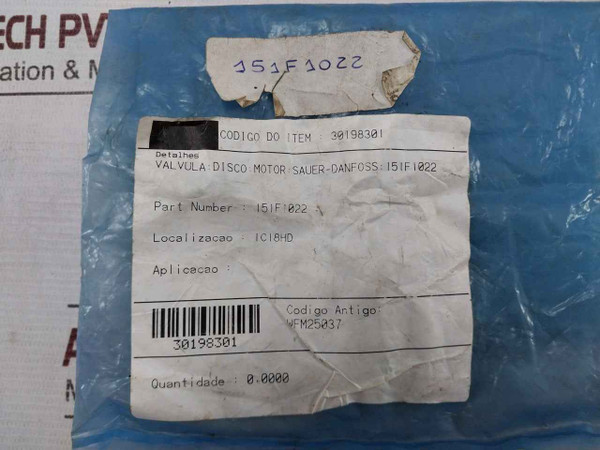 ECH PV
ation & M
151F1022
CODIGO DO ITEM : 30198301
Detalhes
VALVULA:DISCO MOTOR SAUER-DANFOSS:151F1022
Part Number : 151F1022
Localizacao : 1C18HD
Aplicacao :
30198301
Codigo Antigo:
WFM25037
Quantidade : 0.0000
A
N